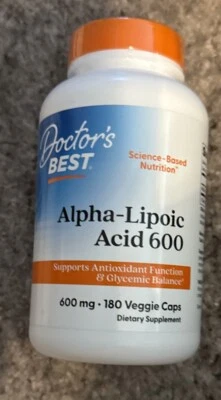 Doctor's
BEST
Science-Based
Nutrition™
Alpha-Lipoic
Acid 600
Supports Antioxidant Function
& Glycemic Balance*
600 mg • 180 Veggie Caps
Dietary Supplement